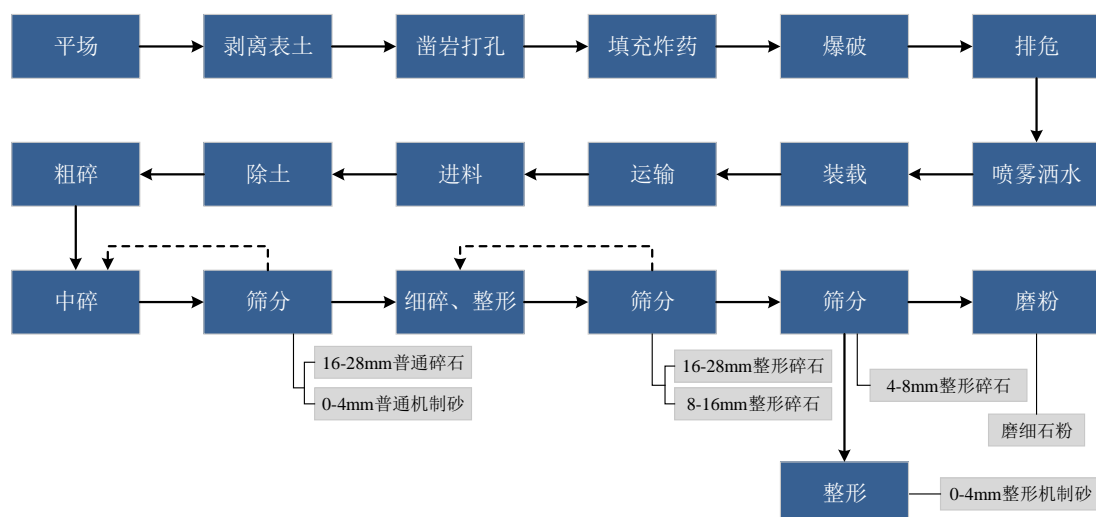 平场
剥离表土
凿岩打孔
填充炸药
爆破
排危
粗碎
除土
进料
运输
装载
喷雾洒水
中碎
筛分
细碎、整形
筛分
筛分
磨粉
16-28mm普通碎石
0-4mm普通机制砂
16-28mm整形碎石
8-16mm整形碎石
4-8mm整形碎石
磨细石粉
整形
0-4mm整形机制砂